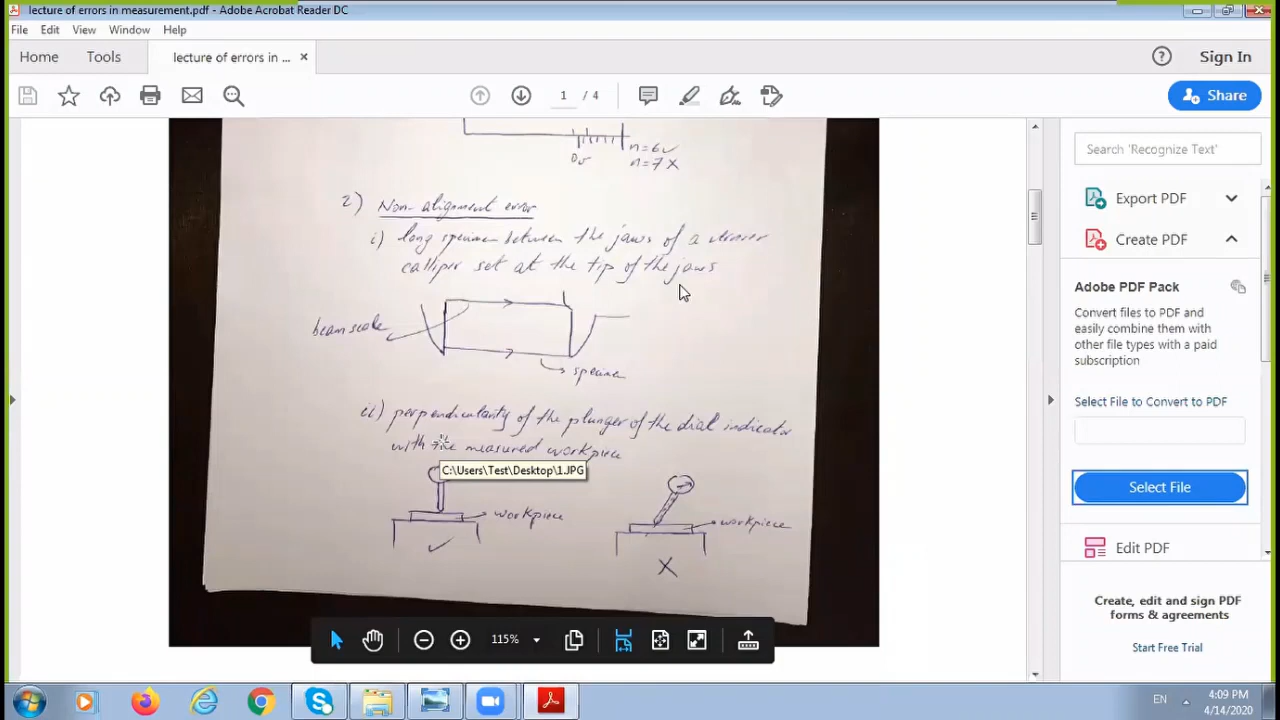 lecture of errors in measurement.pdf - Adobe Acrobat Reader DC
File Edit View Window Help
Home Tools lecture of errors in ... × Sign In
1 / 4 Share
0
n=6 ✓
n=7 X
2) Non-alignment error
i) long specimen between the jaws of a vernier
calliper set at the tip of the jaws
beam scale
ii) perpendicularity of the plunger of the dial indicator
with the measured workpiece
C:\Users\Test\Desktop\1.JPG
workpiece
workpiece
✓
X
115%
Search 'Recognize Text'
Export PDF
Create PDF
Adobe PDF Pack
Convert files to PDF and
easily combine them with
other file types with a paid
subscription
Select File to Convert to PDF
Select File
Edit PDF
Create, edit and sign PDF
forms & agreements
Start Free Trial
EN
4:09 PM
4/14/2020